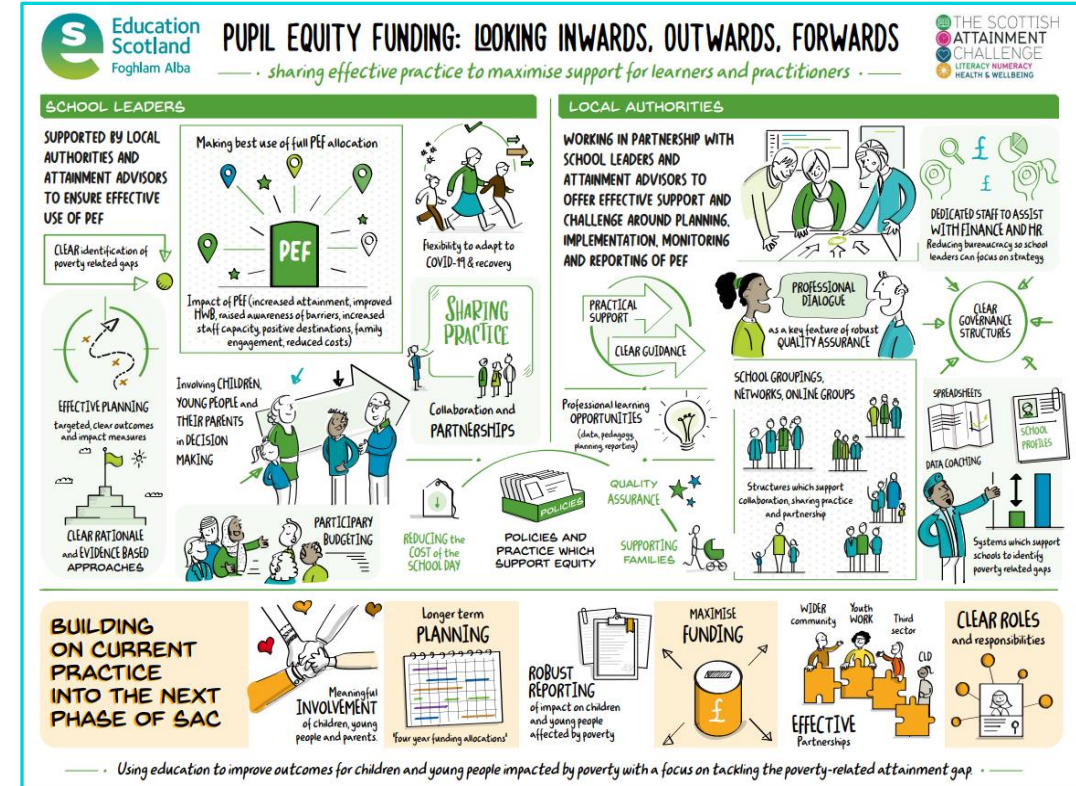 Education
Scotland
Foghlam Alba
PUPIL EQUITY FUNDING: LOOKING INWARDS, OUTWARDS, FORWARDS
sharing effective practice to maximise support for learners and practitioners
THE SCOTTISH
ATTAINMENT
CHALLENGE
LITERACY NUMERACY
HEALTH & WELLBEING
SCHOOL LEADERS
SUPPORTED BY LOCAL
AUTHORITIES AND
ATTAINMENT ADVISORS
TO ENSURE EFFECTIVE
USE OF PEF
CLEAR identification of
poverty related gaps
EFFECTIVE PLANNING
targeted, clear outcomes
and impact measures
CLEAR RATIONALE
and EVIDENCE BASED
APPROACHES
Making best use of full PEF allocation
PEF
Impact of PEF (increased attainment, improved
HWB, raised awareness of barriers, increased
staff capacity, positive destinations, family
engagement, reduced costs)
Flexibility to adapt to
COVID-19 & recovery
SHARING
PRACTICE
Collaboration and
PARTNERSHIPS
Involving CHILDREN,
YOUNG PEOPLE and
THEIR PARENTS
in DECISION
MAKING
PARTICIPARY
BUDGETING
REDUCING the
COST of the
SCHOOL DAY
POLICIES
POLICIES AND
PRACTICE WHICH
SUPPORT EQUITY
QUALITY
ASSURANCE
SUPPORTING
FAMILIES
LOCAL AUTHORITIES
WORKING IN PARTNERSHIP WITH
SCHOOL LEADERS AND
ATTAINMENT ADVISORS TO
OFFER EFFECTIVE SUPPORT AND
CHALLENGE AROUND PLANNING,
IMPLEMENTATION, MONITORING
AND REPORTING OF PEF
£
£
DEDICATED STAFF TO ASSIST
WITH FINANCE AND HR
Reducing bureaucracy so school
leaders can focus on strategy
PRACTICAL
SUPPORT
CLEAR GUIDANCE
PROFESSIONAL
DIALOGUE
as a key feature of robust
QUALITY ASSURANCE
CLEAR
GOVERNANCE
STRUCTURES
Professional learning
OPPORTUNITIES
(data, pedagogy,
planning, reporting)
SCHOOL GROUPINGS,
NETWORKS, ONLINE GROUPS
Structures which support
collaboration, sharing practice
and partnership
SPREADSHEETS
SCHOOL
PROFILES
DATA COACHING
Systems which support
schools to identify
poverty related gaps
BUILDING
ON CURRENT
PRACTICE
INTO THE NEXT
PHASE OF SAC
Meaningful
INVOLVEMENT
of children, young
people and parents.
Longer term
PLANNING
'four year funding allocations'
ROBUST
REPORTING
of impact on children
and young people
affected by poverty
MAXIMISE
FUNDING
£
WIDER
community
Youth
WORK
Third
sector
CLD
EFFECTIVE
Partnerships
CLEAR ROLES
and responsibilities
Using education to improve outcomes for children and young people impacted by poverty with a focus on tackling the poverty-related attainment gap.